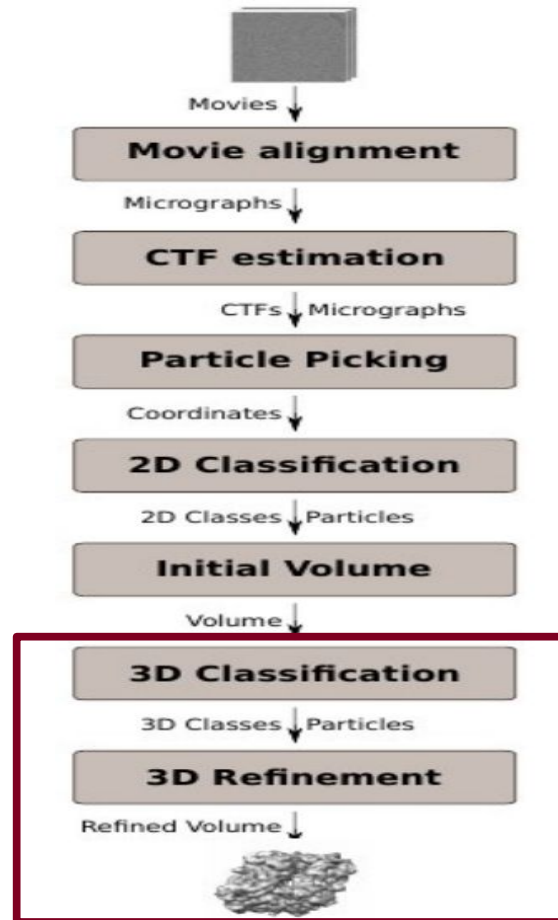 Movies
Movie alignment
Micrographs
CTF estimation
CTFs Micrographs
Particle Picking
Coordinates
2D Classification
2D Classes Particles
Initial Volume
Volume
3D Classification
3D Classes Particles
3D Refinement
Refined Volume